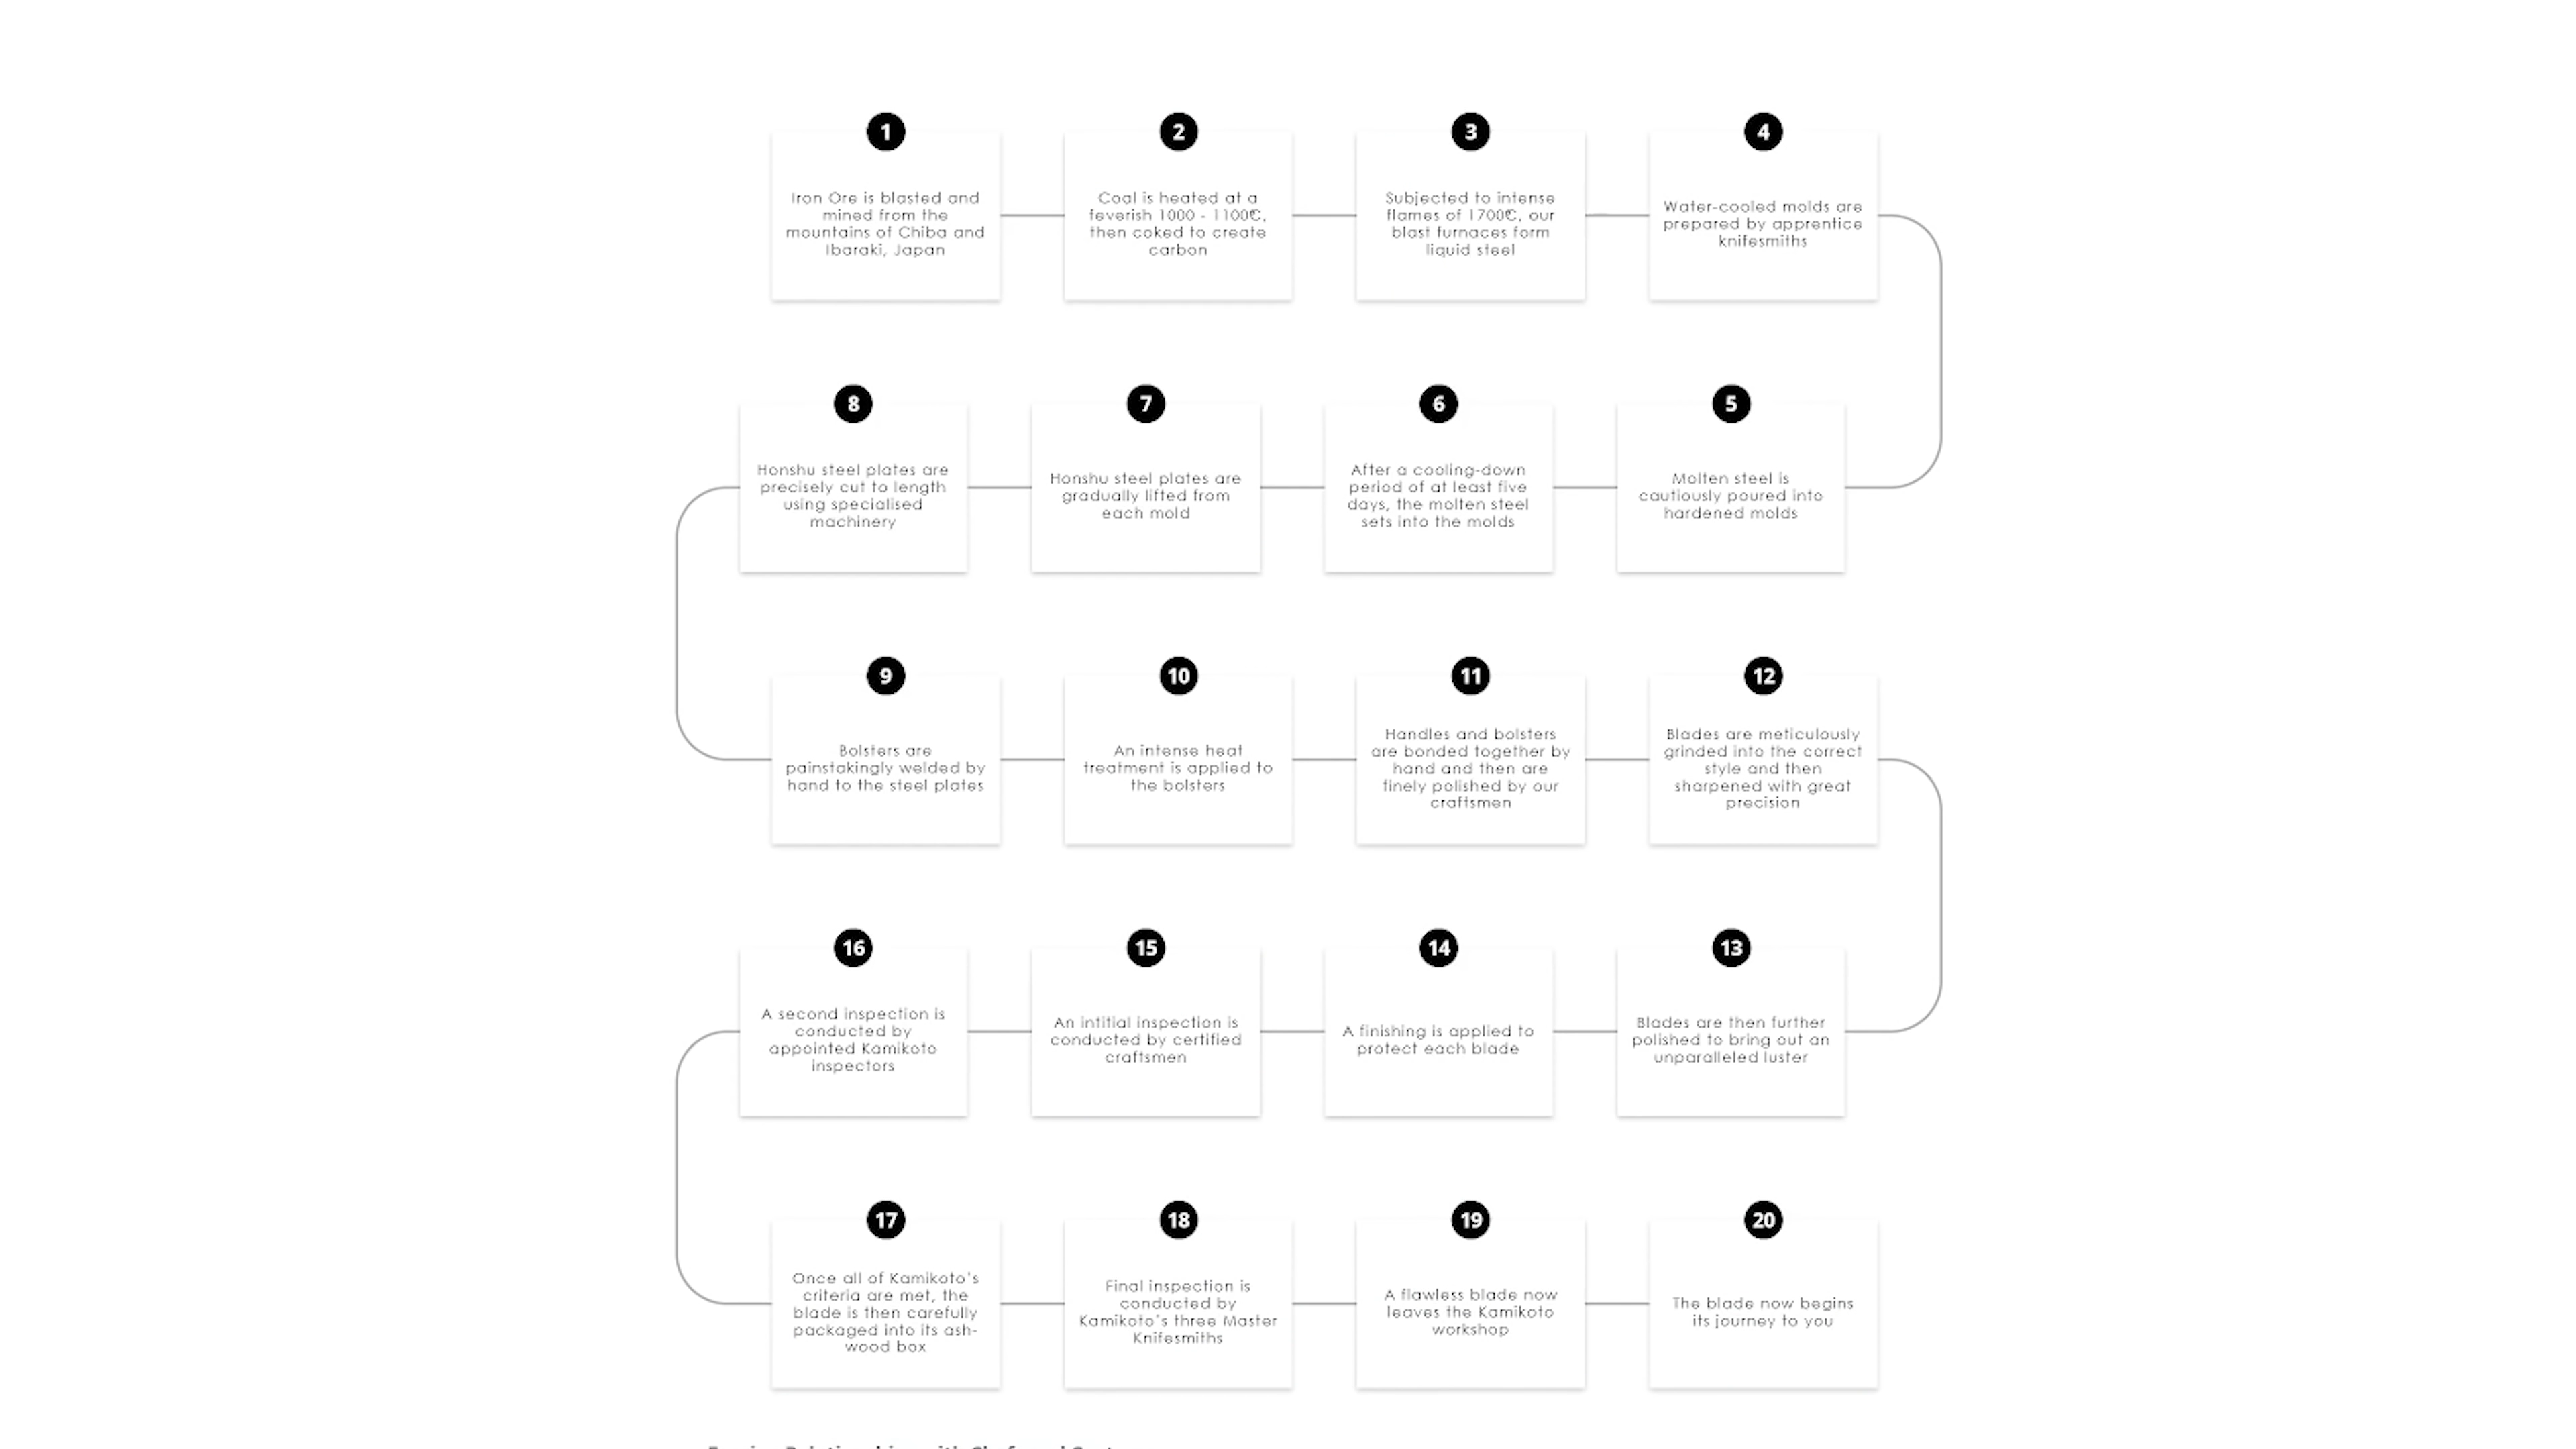 1
Iron Ore is blasted and
mined from the
mountains of Chiba and
Ibaraki, Japan
2
Coal is heated at a
feverish 1000 - 1100€,
then coked to create
carbon
3
Subjected to intense
flames of 1700€, our
blast furnaces form
liquid steel
4
Water-cooled molds are
prepared by apprentice
knifesmiths
5
Molten steel is
cautiously poured into
hardened molds
6
After a cooling-down
period of at least five
days, the molten steel
sets into the molds
7
Honshu steel plates are
gradually lifted from
each mold
8
Honshu steel plates are
precisely cut to length
using specialised
machinery
9
Bolsters are
painstakingly welded by
hand to the steel plates
10
An intense heat
treatment is applied to
the bolsters
11
Handles and bolsters
are bonded together by
hand and then are
finely polished by our
craftsmen
12
Blades are meticulously
grinded into the correct
style and then
sharpened with great
precision
13
Blades are then further
polished to bring out an
unparalleled luster
14
A finishing is applied to
protect each blade
15
An intitial inspection is
conducted by certified
craftsmen
16
A second inspection is
conducted by
appointed Kamikoto
inspectors
17
Once all of Kamikoto's
criteria are met, the
blade is then carefully
packaged into its ash-
wood box
18
Final inspection is
conducted by
Kamikoto's three Master
Knifesmiths
19
A flawless blade now
leaves the Kamikoto
workshop
20
The blade now begins
its journey to you